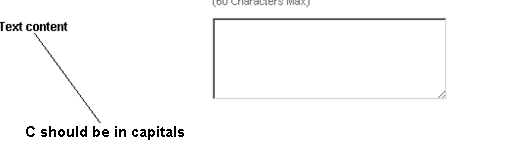 (60 Characters Max)
Text content
C should be in capitals